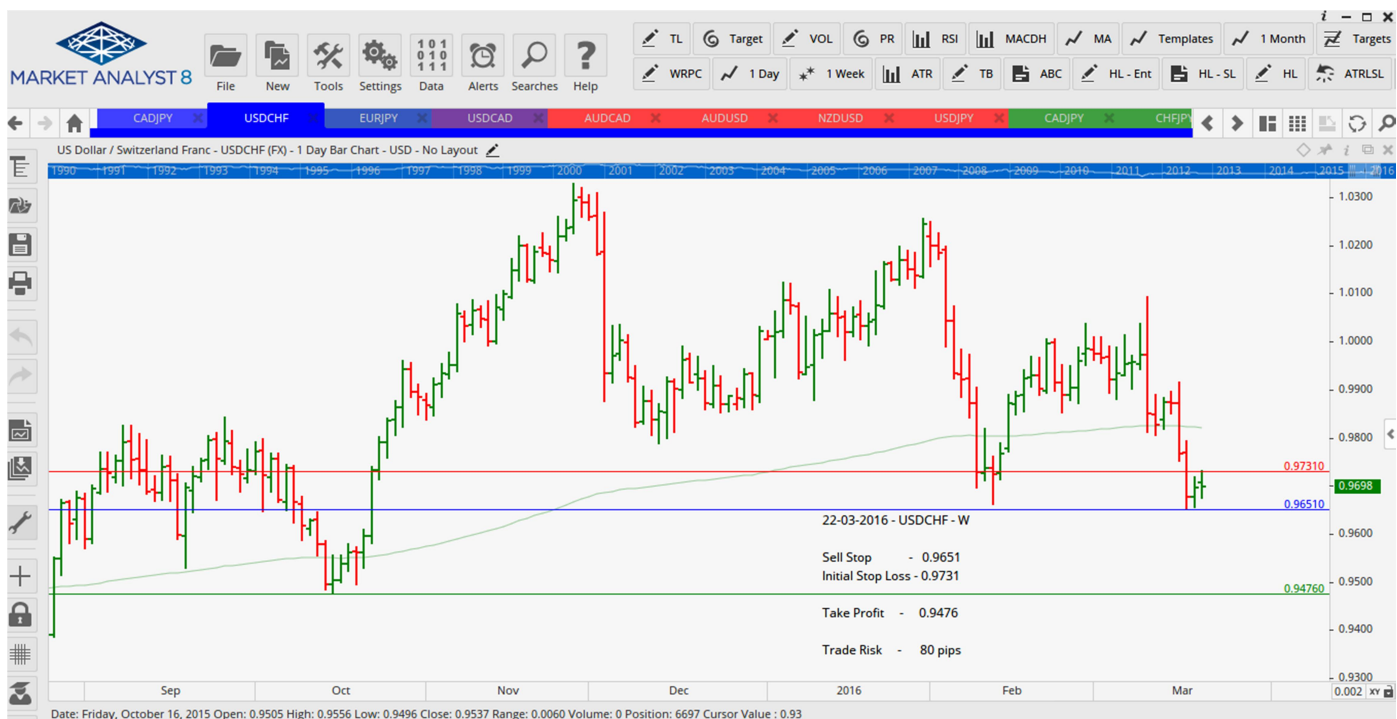 i
MARKET ANALYST 8
File New Tools Settings Data Alerts Searches Help
101
010
111
TL Target VOL PR RSI MACDH MA Templates 1 Month Targets
WRPC 1 Day 1 Week ATR TB ABC HL - Ent HL - SL HL ATRLSL
CADJPY USDCHF EURJPY USDCAD AUDCAD AUDUSD NZDUSD USDJPY CADJPY CHFJPY
US Dollar / Switzerland Franc - USDCHF (FX) - 1 Day Bar Chart - USD - No Layout
1990 1991 1992 1993 1994 1995 1996 1997 1998 1999 2000 2001 2002 2003 2004 2005 2006 2007 2008 2009 2010 2011 2012 2013 2014 2015 2016
1.0300
1.0200
1.0100
1.0000
0.9900
0.9800
0.97310
0.9698
0.96510
22-03-2016 - USDCHF - W
0.9600
Sell Stop - 0.9651
Initial Stop Loss - 0.9731
0.9500
0.94760
Take Profit - 0.9476
0.9400
Trade Risk - 80 pips
0.9300
Sep Oct Nov Dec 2016 Feb Mar
0.002 XY
Date: Friday, October 16, 2015 Open: 0.9505 High: 0.9556 Low: 0.9496 Close: 0.9537 Range: 0.0060 Volume: 0 Position: 6697 Cursor Value : 0.93